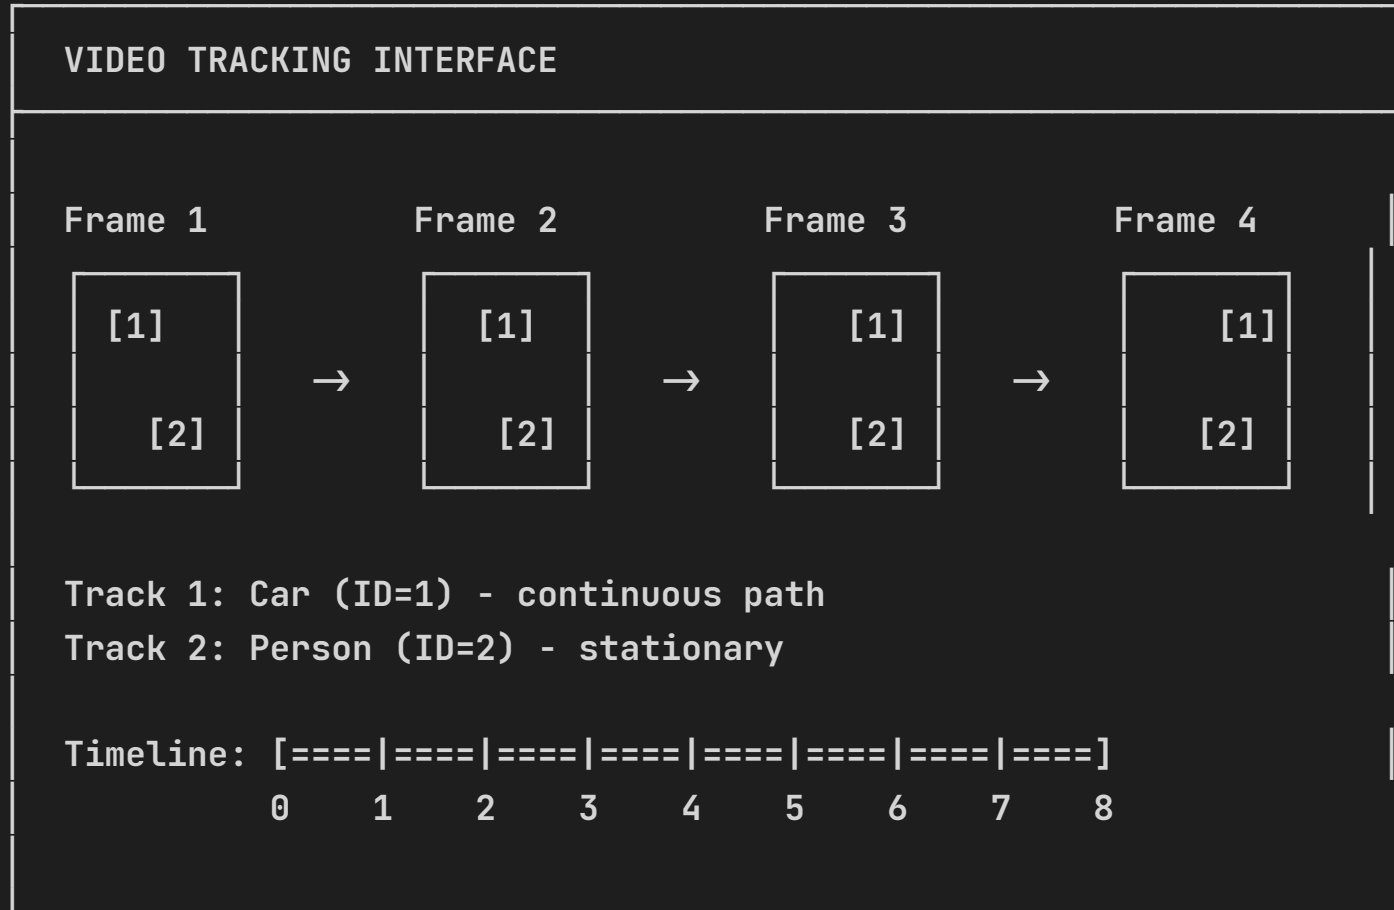 VIDEO TRACKING INTERFACE
Frame 1 Frame 2 Frame 3 Frame 4
[1] [1] [1] [1]
→ → →
[2] [2] [2] [2]
Track 1: Car (ID=1) - continuous path
Track 2: Person (ID=2) - stationary
Timeline: [====|====|====|====|====|====|====|====]
0 1 2 3 4 5 6 7 8